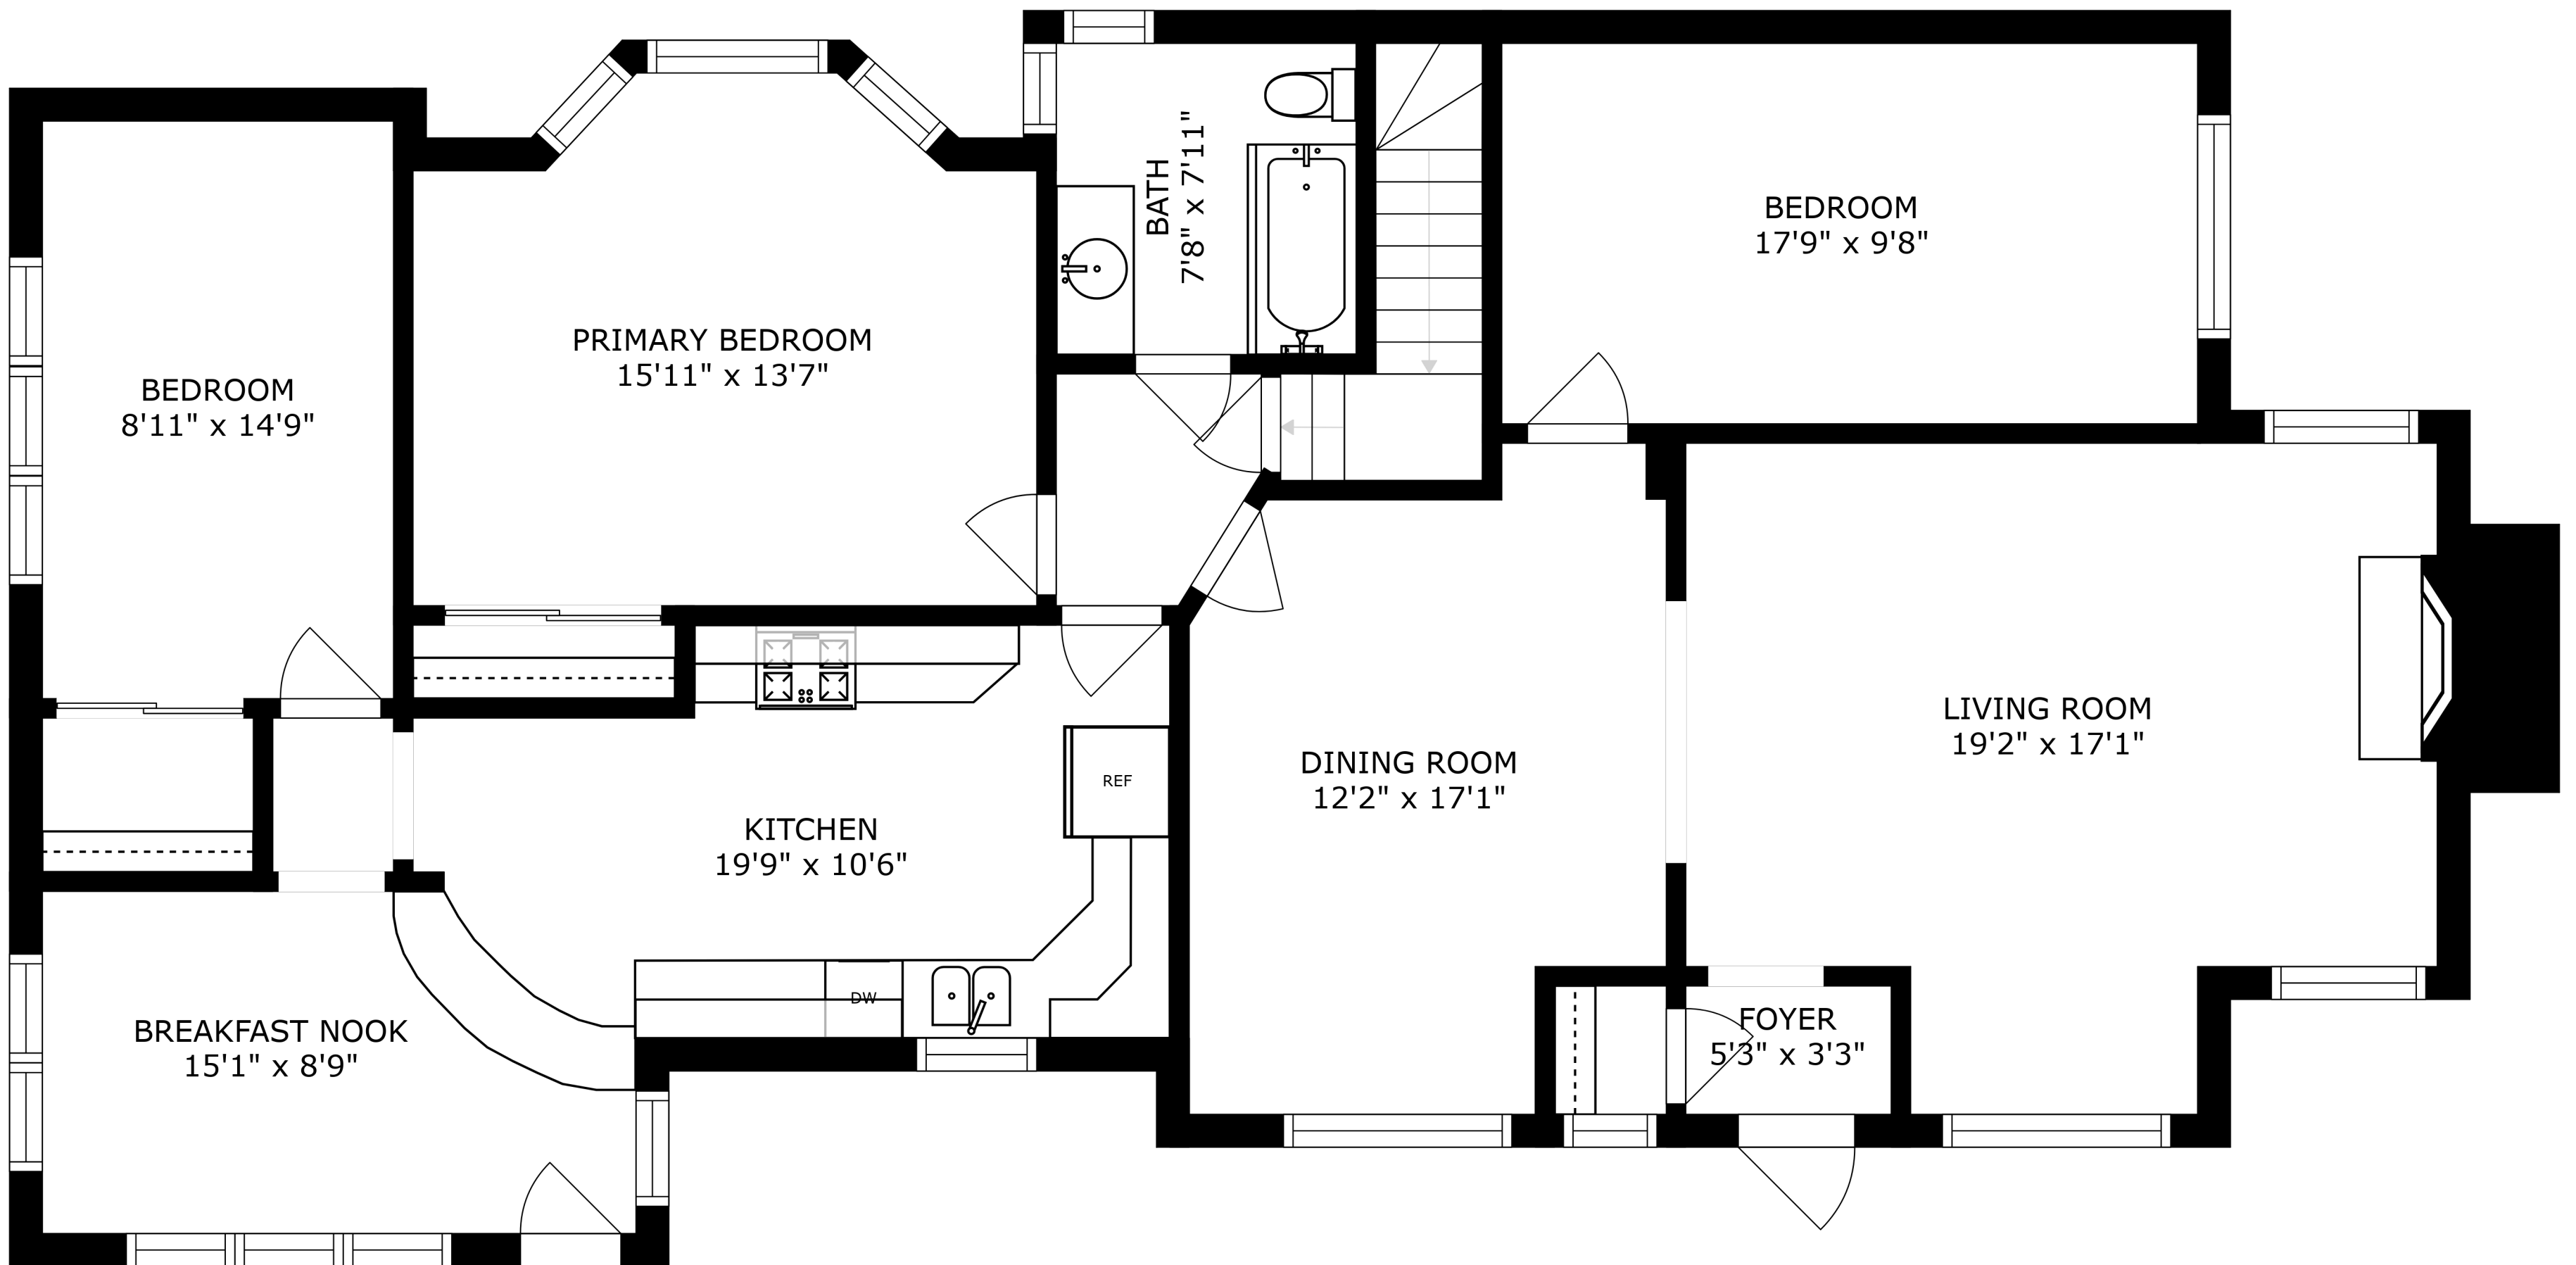 BATH
7'8" x 7'11"
BEDROOM
17'9" x 9'8"
PRIMARY BEDROOM
15'11" x 13'7"
BEDROOM
8'11" x 14'9"
LIVING ROOM
19'2" x 17'1"
DINING ROOM
12'2" x 17'1"
REF
KITCHEN
19'9" x 10'6"
DW
BREAKFAST NOOK
15'1" x 8'9"
FOYER
5'3" x 3'3"